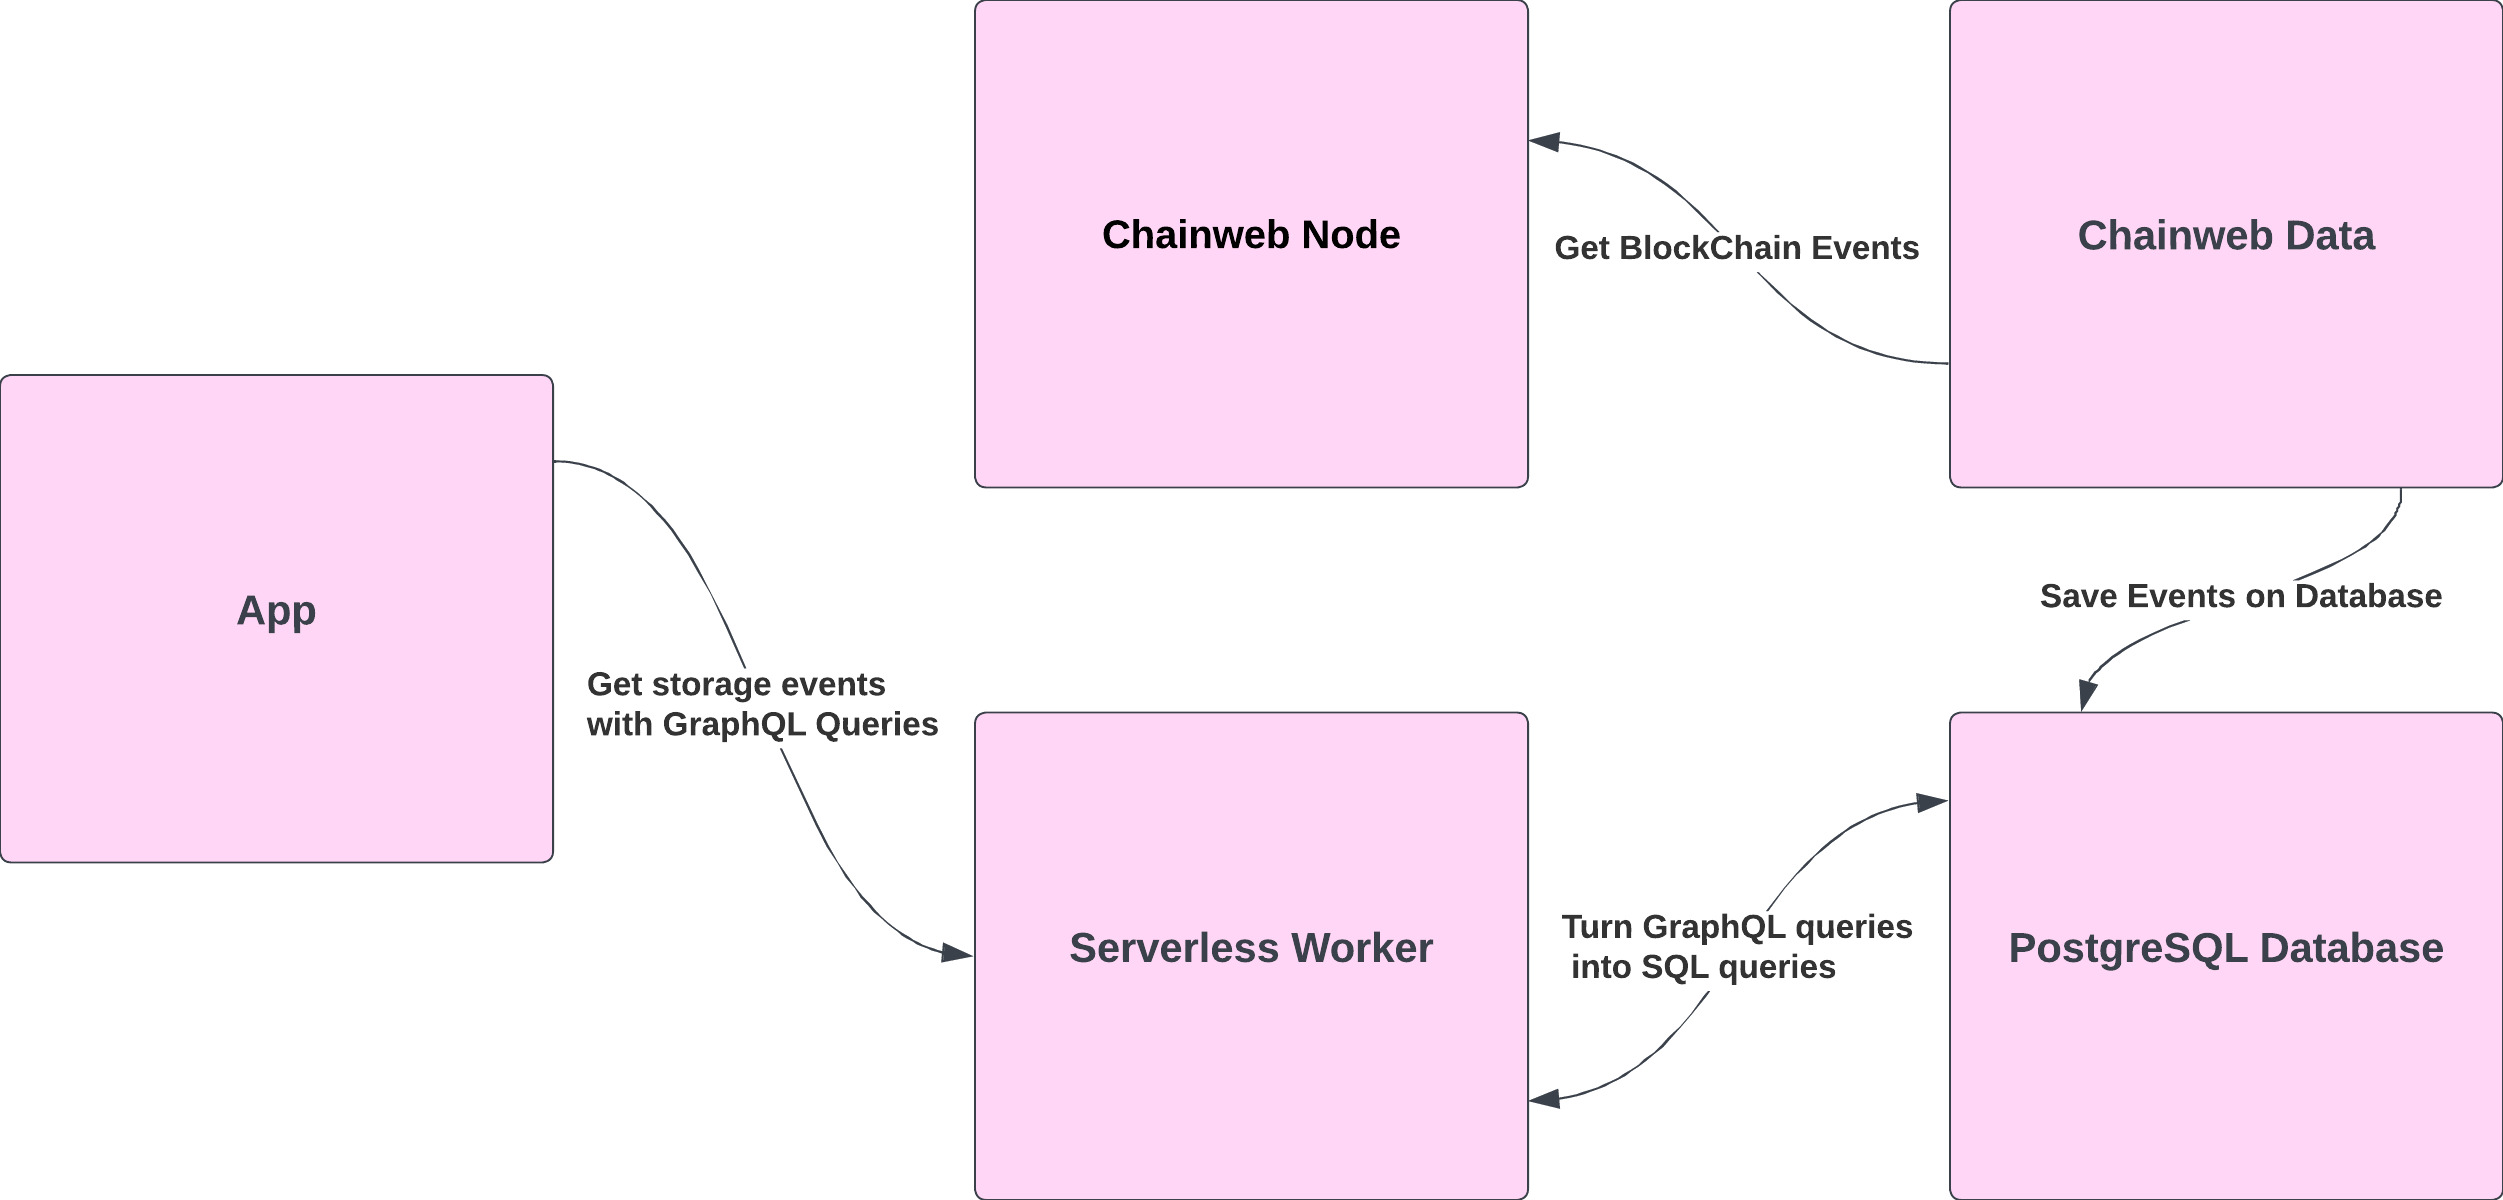 Chainweb Node
Get BlockChain Events
Chainweb Data
App
Save Events on Database
Get storage events
with GraphQL Queries
Serverless Worker
Turn GraphQL queries
into SQL queries
PostgreSQL Database